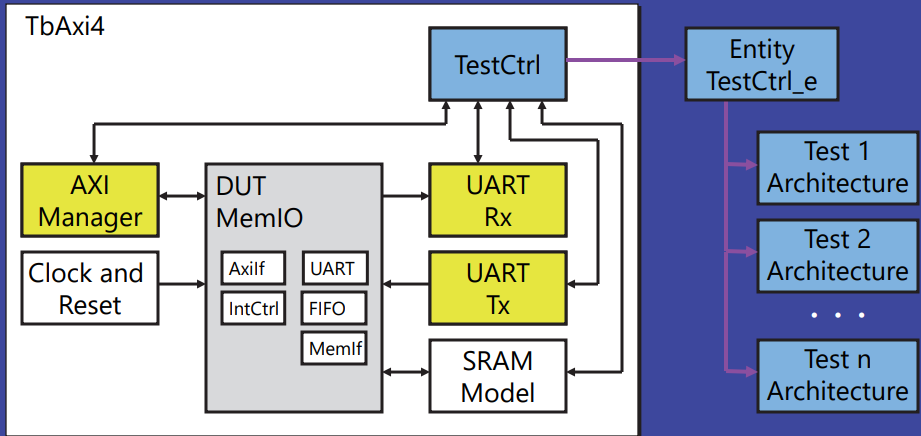 TbAxi4
TestCtrl
Entity
TestCtrl_e
Test 1
Architecture
AXI
Manager
DUT
MemIO
UART
Rx
Test 2
Architecture
Clock and
Reset
AxiIf
UART
IntCtrl
FIFO
MemIf
UART
Tx
. . .
SRAM
Model
Test n
Architecture